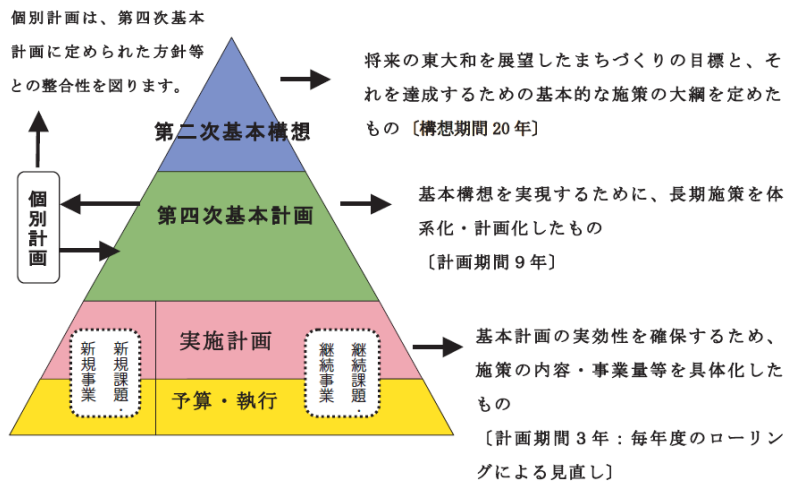 個別計画は、第四次基本
計画に定められた方針等
との整合性を図ります。
将来の東大和を展望したまちづくりの目標と、そ
れを達成するための基本的な施策の大綱を定めた
もの〔構想期間20年〕
第二次基本構想
個別計画
第四次基本計画
基本構想を実現するために、長期施策を体
系化・計画化したもの
〔計画期間９年〕
実施計画
新規課題・
新規事業
継続課題・
継続事業
予算・執行
基本計画の実効性を確保するため、
施策の内容・事業量等を具体化した
もの
〔計画期間３年：毎年度のローリン
グによる見直し〕